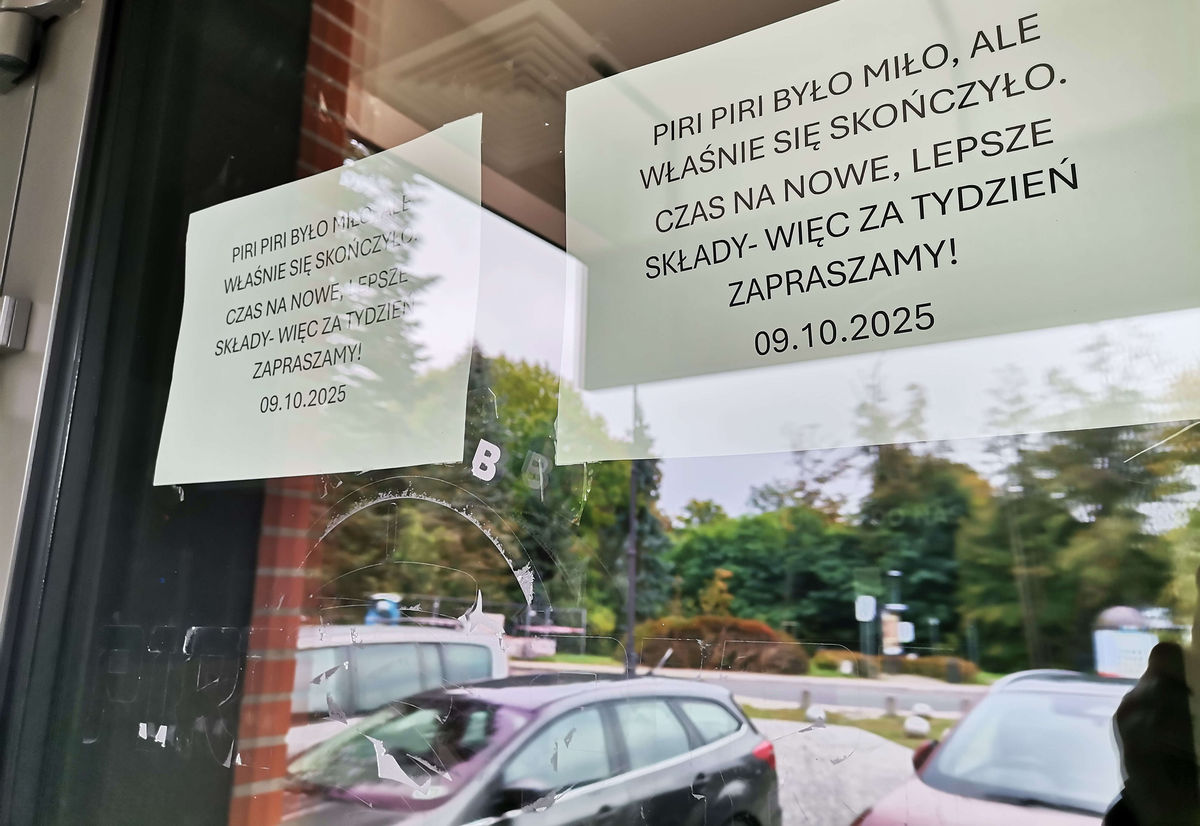 PIRI PIRI BYŁO MIŁO, ALE
WŁAŚNIE SIĘ SKOŃCZYŁO.
CZAS NA NOWE, LEPSZE
SKŁADY- WIĘC ZA TYDZIEŃ
ZAPRASZAMY!
09.10.2025
PIRI PIRI BYŁO MIŁO, ALE
WŁAŚNIE SIĘ SKOŃCZYŁO.
CZAS NA NOWE, LEPSZE
SKŁADY- WIĘC ZA TYDZIEŃ
ZAPRASZAMY!
09.10.2025
B